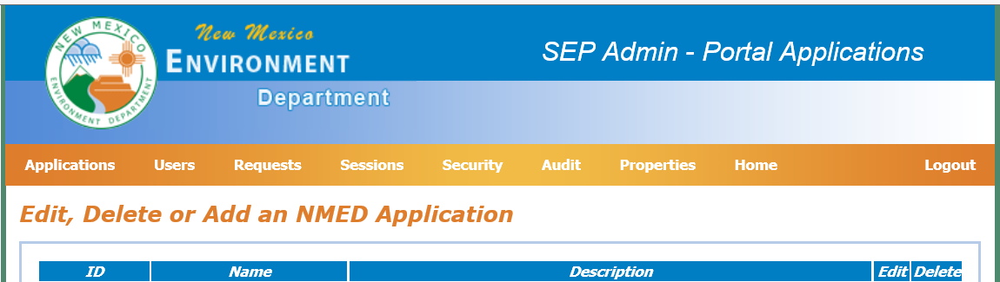 NEW MEXICO
ENVIRONMENT DEPARTMENT
New Mexico
ENVIRONMENT
Department
SEP Admin - Portal Applications
Applications Users Requests Sessions Security Audit Properties Home Logout
Edit, Delete or Add an NMED Application
ID Name Description Edit Delete